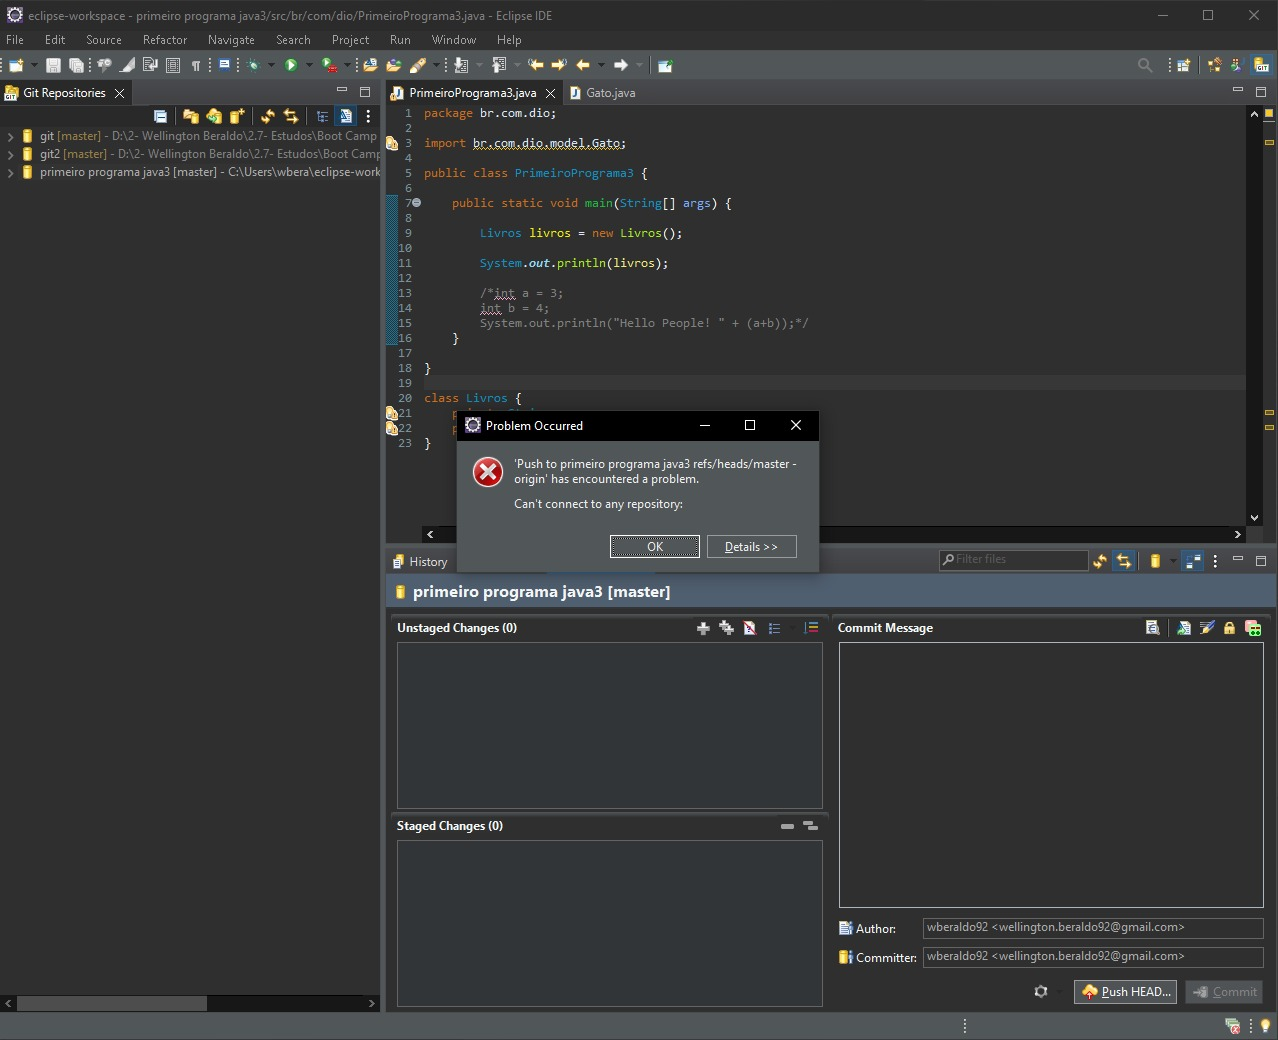 eclipse-workspace - primeiro programa java3/src/br/com/dio/PrimeiroPrograma3.java - Eclipse IDE
File Edit Source Refactor Navigate Search Project Run Window Help
Git Repositories
git [master] - D:\2- Wellington Beraldo\2.7- Estudos\Boot Camp
git2 [master] - D:\2- Wellington Beraldo\2.7- Estudos\Boot Camp
primeiro programa java3 [master] - C:\Users\wbera\eclipse-work
PrimeiroPrograma3.java Gato.java
1 package br.com.dio;
2
3 import br.com.dio.model.Gato;
4
5 public class PrimeiroPrograma3 {
6
7 public static void main(String[] args) {
8
9 Livros livros = new Livros();
10
11 System.out.println(livros);
12
13 /*int a = 3;
14 int b = 4;
15 System.out.println("Hello People! " + (a+b));*/
16 }
17
18 }
19
20 class Livros {
21
22
23 }
Problem Occurred
'Push to primeiro programa java3 refs/heads/master -
origin' has encountered a problem.
Can't connect to any repository:
OK
Details >>
History
Filter files
primeiro programa java3 [master]
Unstaged Changes (0)
Staged Changes (0)
Commit Message
Author: wberaldo92 <wellington.beraldo92@gmail.com>
Committer: wberaldo92 <wellington.beraldo92@gmail.com>
Push HEAD...
Commit